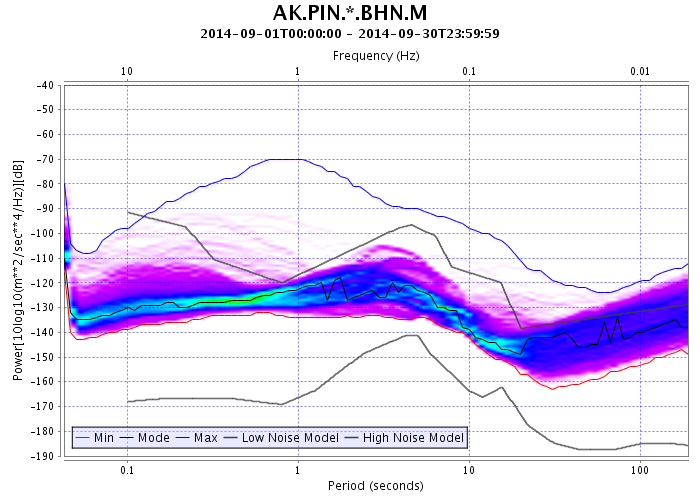 AK.PIN.*.BHN.M
2014-09-01T00:00:00 - 2014-09-30T23:59:59
Frequency (Hz)
10 1 0.1 0.01
Power[10log10(m**2/sec**4/Hz)][dB]
-40
-50
-60
-70
-80
-90
-100
-110
-120
-130
-140
-150
-160
-170
-180
-190
Min Mode Max Low Noise Model High Noise Model
0.1 1 10 100
Period (seconds)